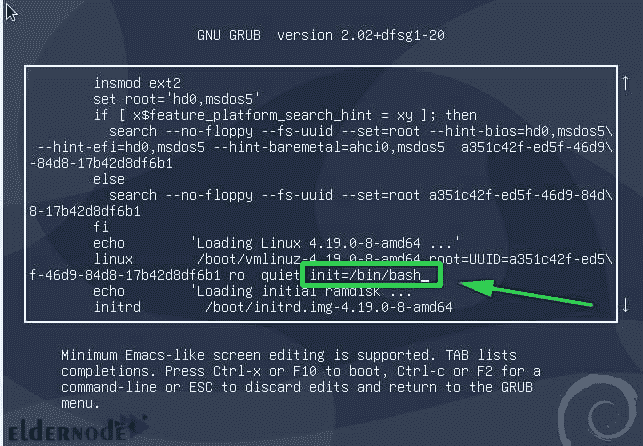 GNU GRUB  version 2.02+dfsg1-20
insmod ext2
set root='hd0,msdos5'
if [ x$feature_platform_search_hint = xy ]; then
search --no-floppy --fs-uuid --set=root --hint-bios=hd0,msdos5\
--hint-efi=hd0,msdos5 --hint-baremetal=ahci0,msdos5  a351c42f-ed5f-46d9\
-84d8-17b42d8df6b1
else
search --no-floppy --fs-uuid --set=root a351c42f-ed5f-46d9-84d\
8-17b42d8df6b1
fi
echo 'Loading Linux 4.19.0-8-amd64 ...'
linux /boot/vmlinuz-4.19.0-8-amd64 root=UUID=a351c42f-ed5\
f-46d9-84d8-17b42d8df6b1 ro  quiet init=/bin/bash_
echo 'Loading initial ramdisk ...'
initrd /boot/initrd.img-4.19.0-8-amd64
Minimum Emacs-like screen editing is supported. TAB lists
completions. Press Ctrl-x or F10 to boot, Ctrl-c or F2 for a
command-line or ESC to discard edits and return to the GRUB
menu.
eldernode